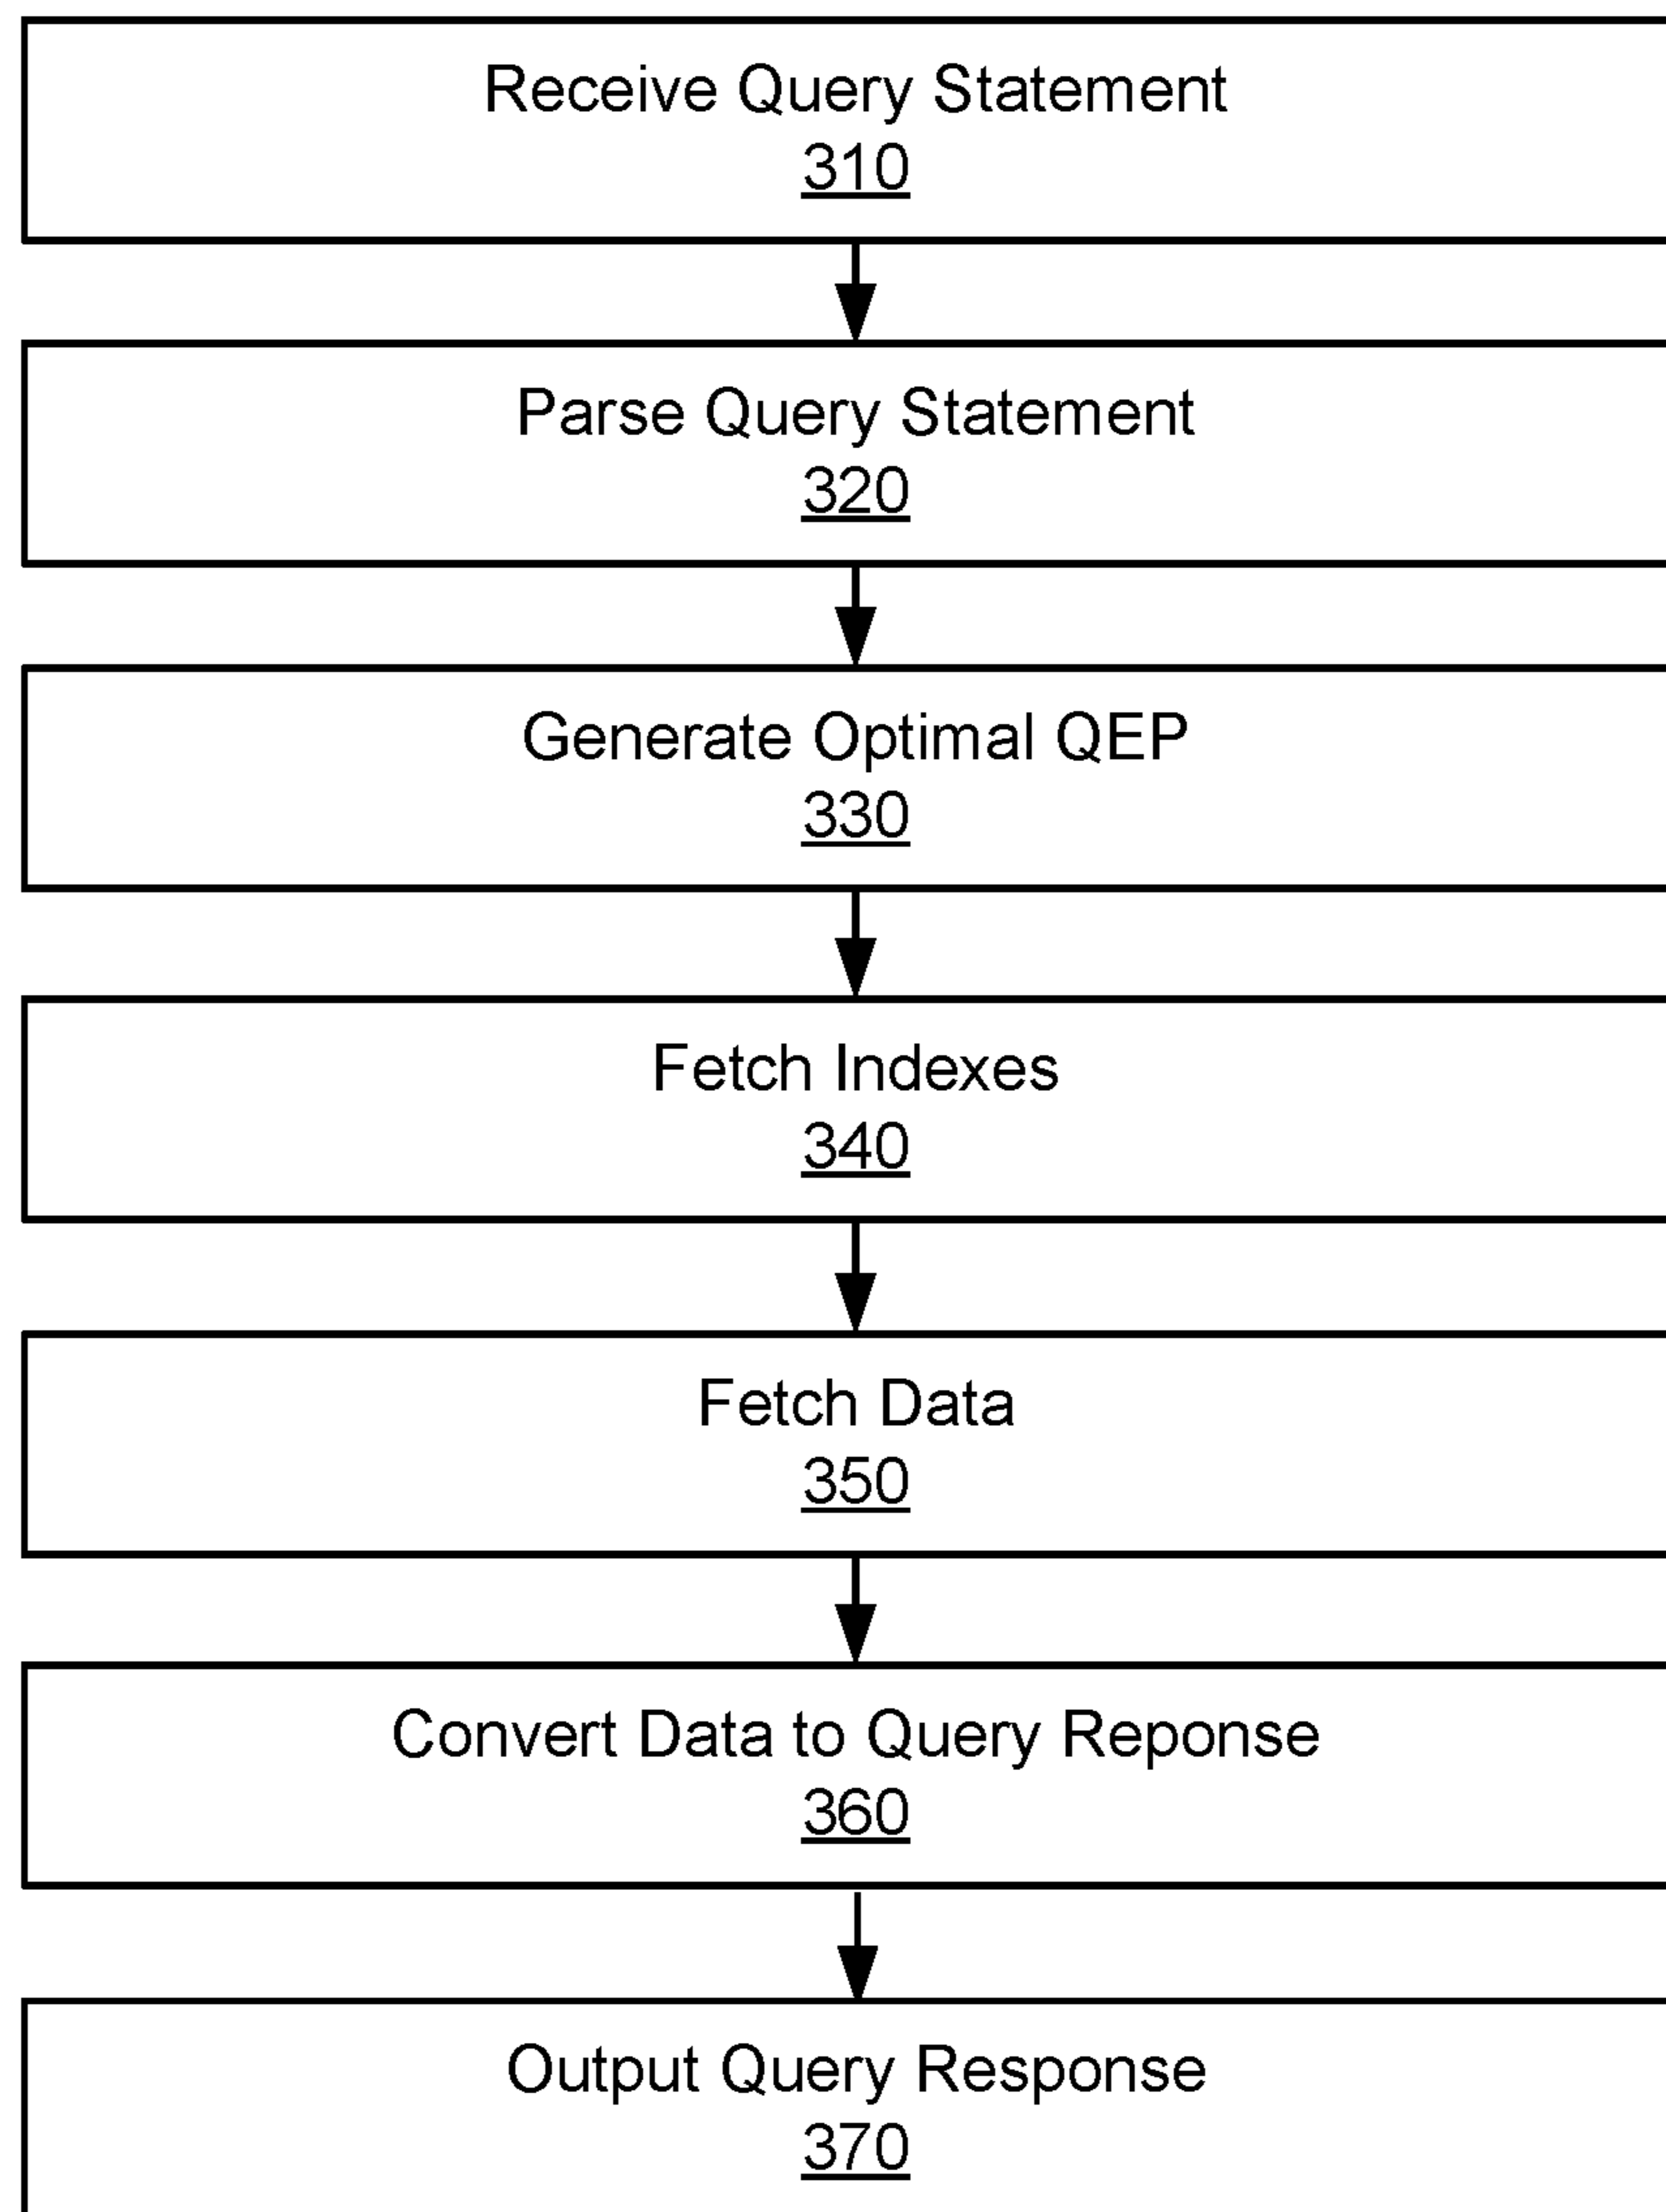 Receive Query Statement
310
Parse Query Statement
320
Generate Optimal QEP
330
Fetch Indexes
340
Fetch Data
350
Convert Data to Query Reponse
360
Output Query Response
370